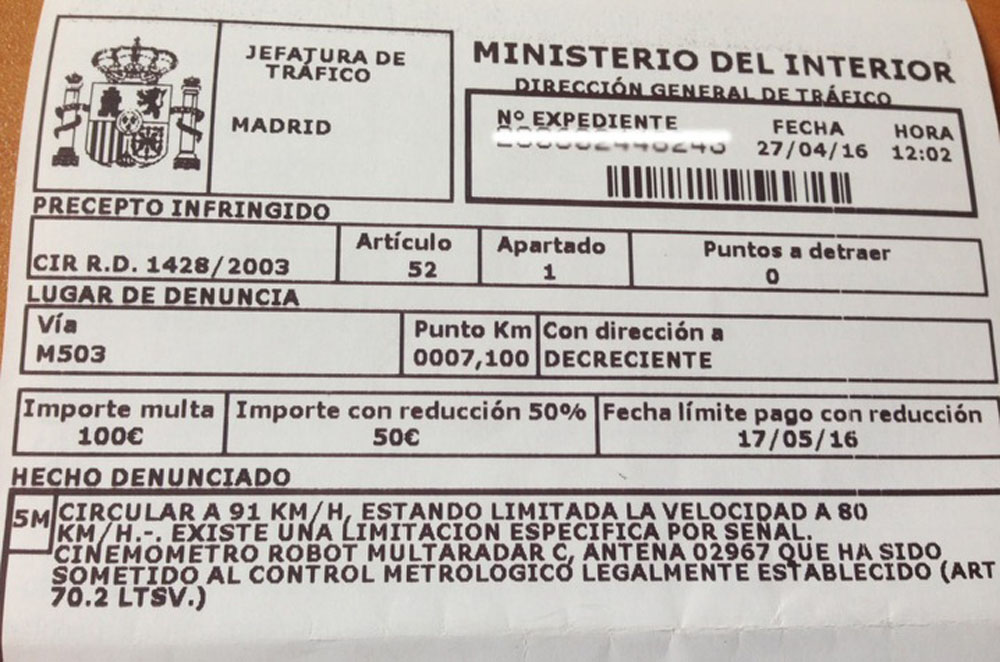 JEFATURA DE
TRÁFICO
MADRID
MINISTERIO DEL INTERIOR
DIRECCIÓN GENERAL DE TRÁFICO
Nº EXPEDIENTE
FECHA
27/04/16
HORA
12:02
PRECEPTO INFRINGIDO
CIR R.D. 1428/2003
Artículo
52
Apartado
1
Puntos a detraer
0
LUGAR DE DENUNCIA
Vía
M503
Punto Km
0007,100
Con dirección a
DECRECIENTE
Importe multa
100€
Importe con reducción 50%
50€
Fecha límite pago con reducción
17/05/16
HECHO DENUNCIADO
5M
CIRCULAR A 91 KM/H, ESTANDO LIMITADA LA VELOCIDAD A 80
KM/H.-. EXISTE UNA LIMITACION ESPECIFICA POR SEÑAL.
CINEMOMETRO ROBOT MULTARADAR C, ANTENA 02967 QUE HA SIDO
SOMETIDO AL CONTROL METROLOGICO LEGALMENTE ESTABLECIDO (ART
70.2 LTSV.)